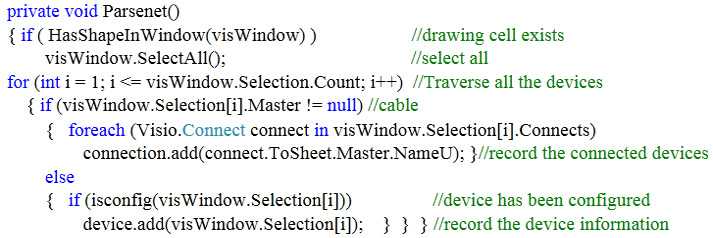 private void Parsenet()
{ if ( HasShapeInWindow(visWindow) ) //drawing cell exists
visWindow.SelectAll(); //select all
for (int i = 1; i <= visWindow.Selection.Count; i++) //Traverse all the devices
{ if (visWindow.Selection[i].Master != null) //cable
{ foreach (Visio.Connect connect in visWindow.Selection[i].Connects)
connection.add(connect.ToSheet.Master.NameU); }//record the connected devices
else
{ if (isconfig(visWindow.Selection[i])) //device has been configured
device.add(visWindow.Selection[i]); } } } //record the device information